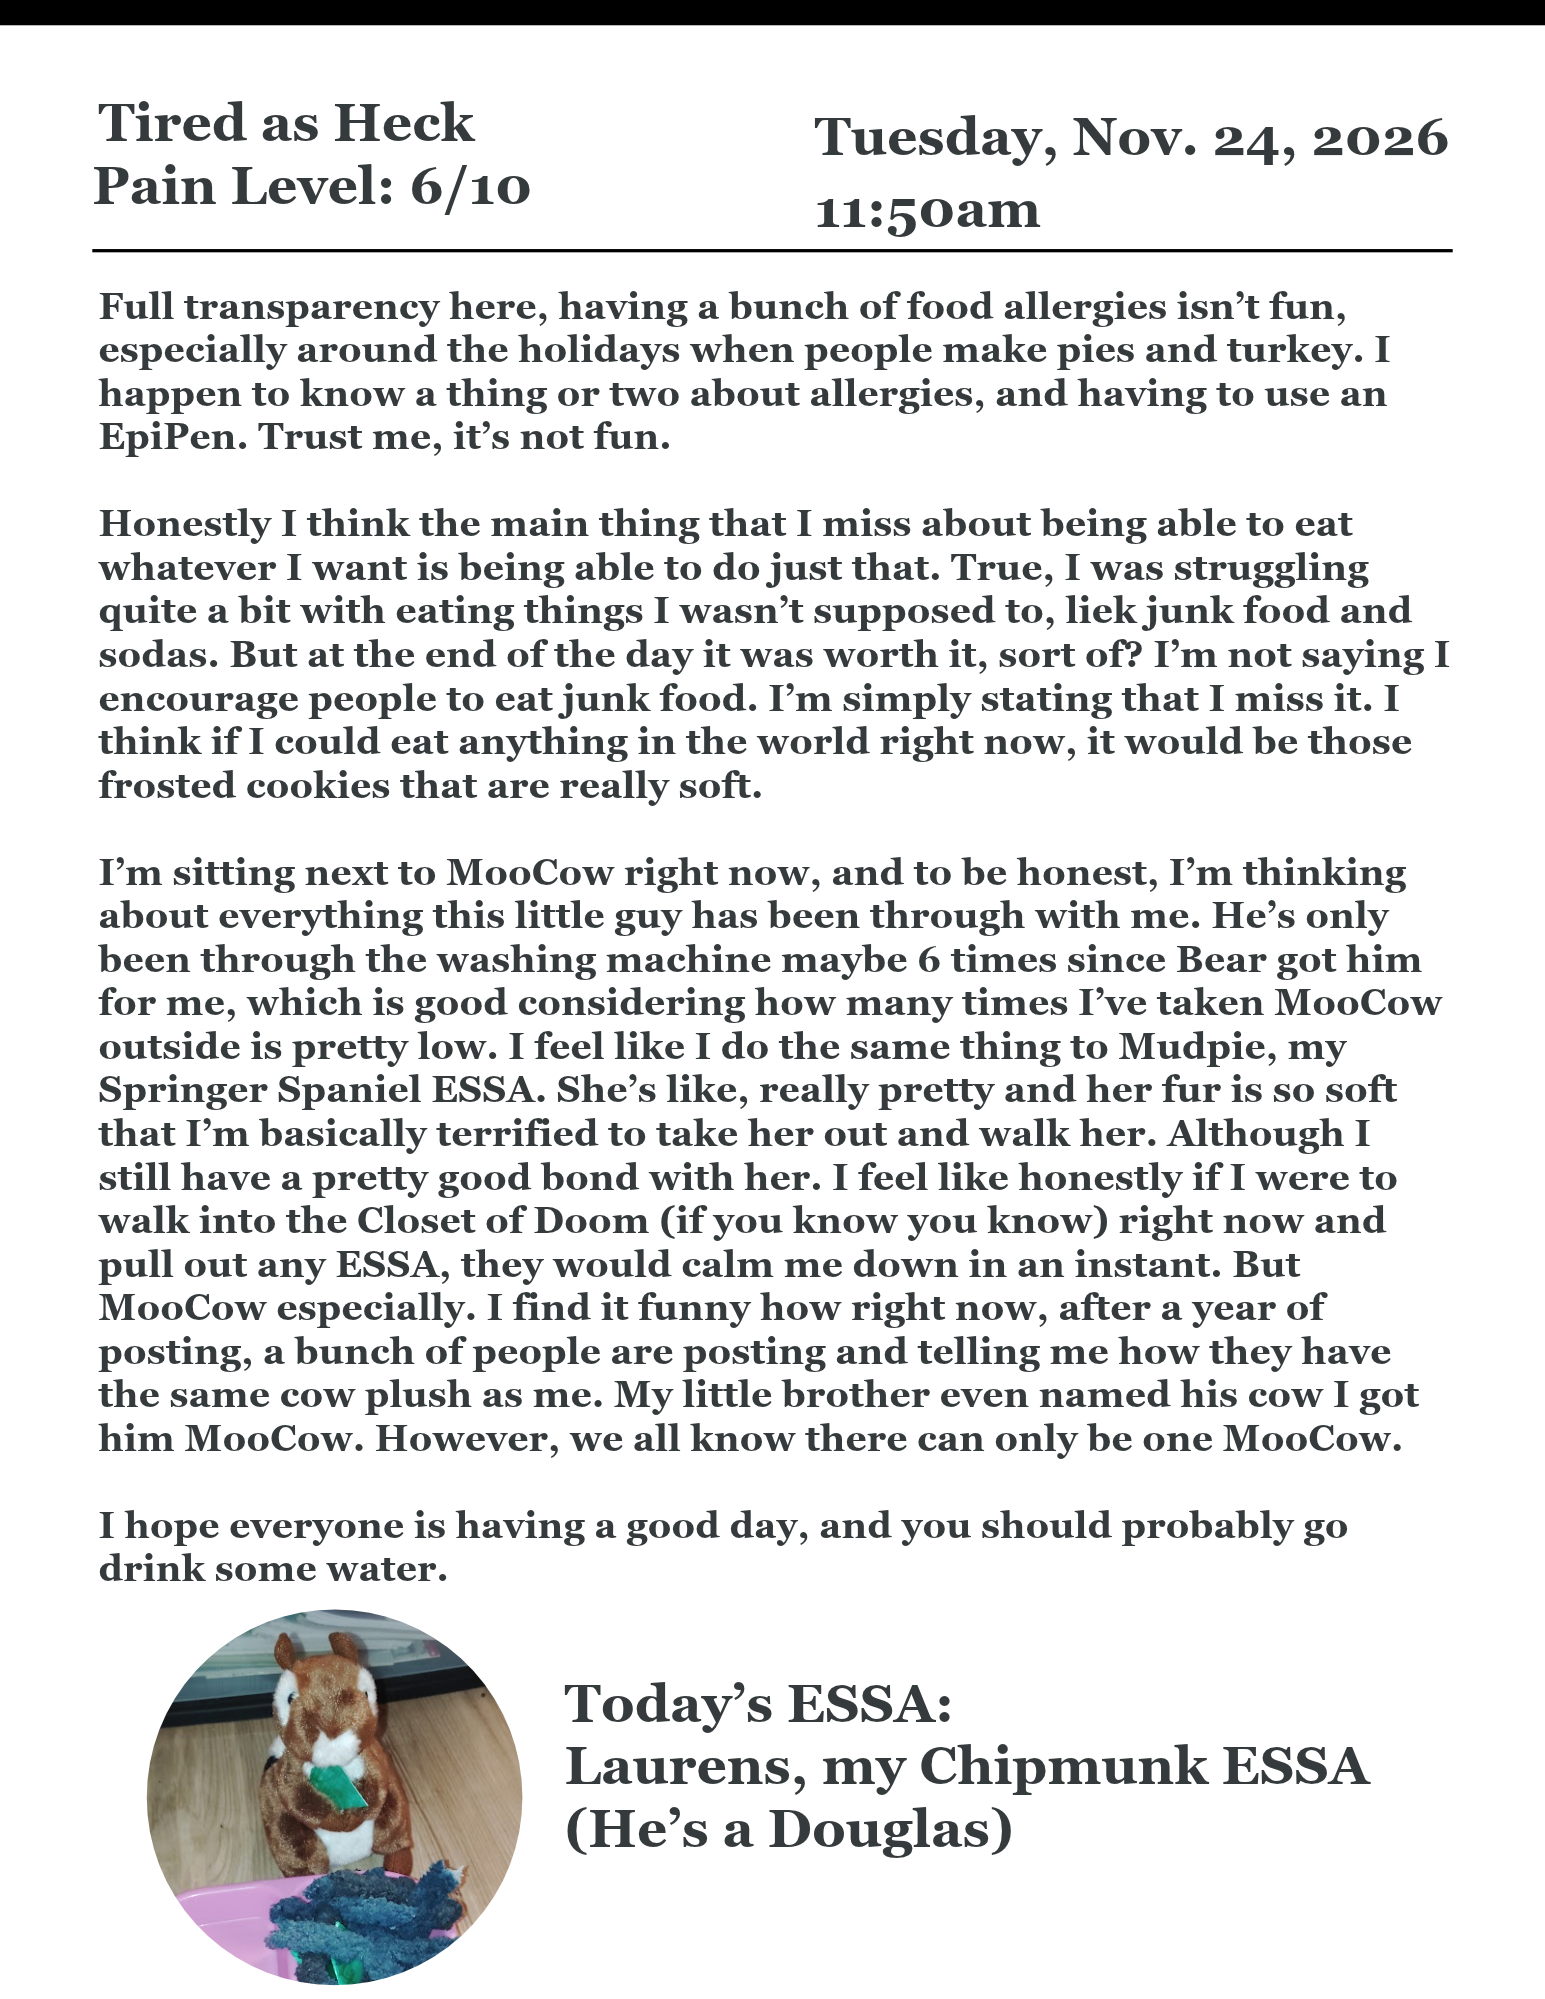 Tired as Heck
Pain Level: 6/10
Tuesday, Nov. 24, 2026
11:50am
Full transparency here, having a bunch of food allergies isn’t fun,
especially around the holidays when people make pies and turkey. I
happen to know a thing or two about allergies, and having to use an
EpiPen. Trust me, it’s not fun.
Honestly I think the main thing that I miss about being able to eat
whatever I want is being able to do just that. True, I was struggling
quite a bit with eating things I wasn’t supposed to, liek junk food and
sodas. But at the end of the day it was worth it, sort of? I’m not saying I
encourage people to eat junk food. I’m simply stating that I miss it. I
think if I could eat anything in the world right now, it would be those
frosted cookies that are really soft.
I’m sitting next to MooCow right now, and to be honest, I’m thinking
about everything this little guy has been through with me. He’s only
been through the washing machine maybe 6 times since Bear got him
for me, which is good considering how many times I’ve taken MooCow
outside is pretty low. I feel like I do the same thing to Mudpie, my
Springer Spaniel ESSA. She’s like, really pretty and her fur is so soft
that I’m basically terrified to take her out and walk her. Although I
still have a pretty good bond with her. I feel like honestly if I were to
walk into the Closet of Doom (if you know you know) right now and
pull out any ESSA, they would calm me down in an instant. But
MooCow especially. I find it funny how right now, after a year of
posting, a bunch of people are posting and telling me how they have
the same cow plush as me. My little brother even named his cow I got
him MooCow. However, we all know there can only be one MooCow.
I hope everyone is having a good day, and you should probably go
drink some water.
Today’s ESSA:
Laurens, my Chipmunk ESSA
(He’s a Douglas)